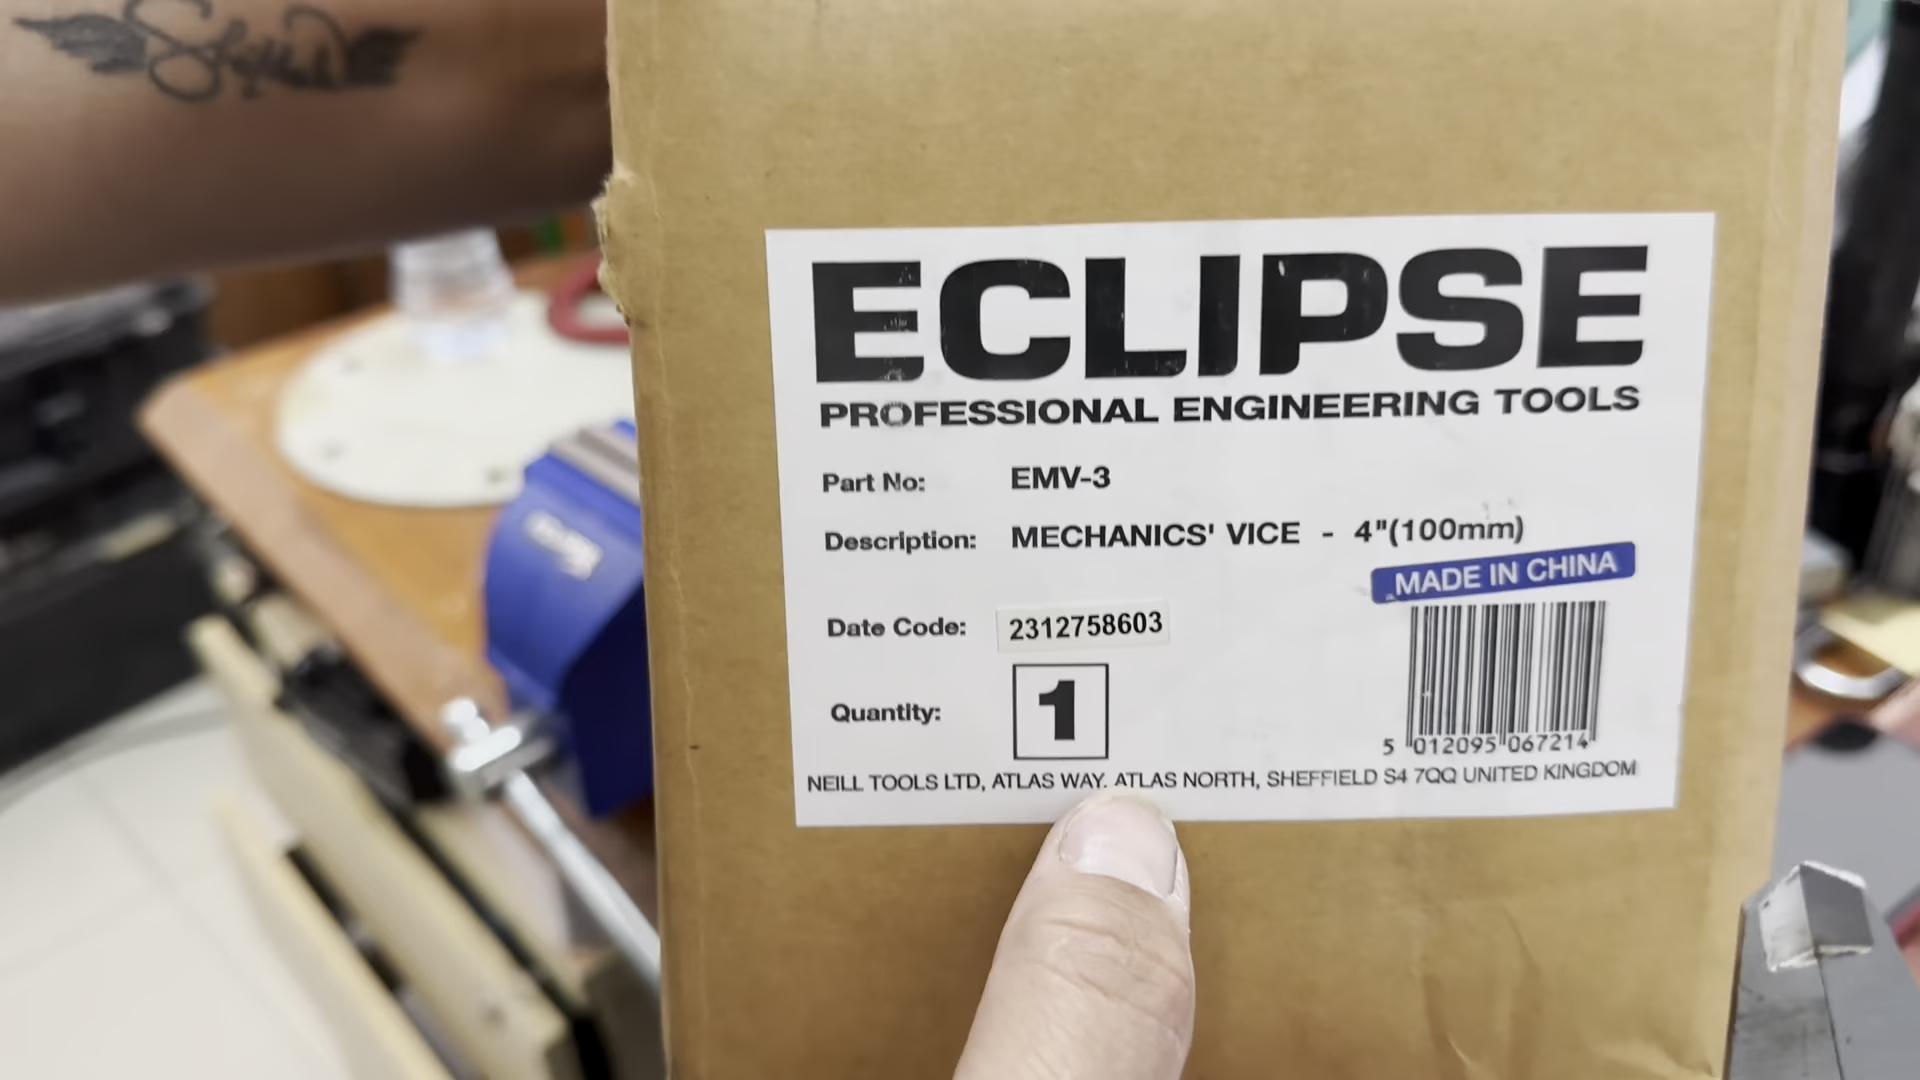 ECLIPSE
PROFESSIONAL ENGINEERING TOOLS
Part No: EMV-3
Description: MECHANICS' VICE - 4"(100mm)
MADE IN CHINA
Date Code: 2312758603
Quantity: 1
5 012095 067214
NEILL TOOLS LTD, ATLAS WAY. ATLAS NORTH, SHEFFIELD S4 7QQ UNITED KINGDOM